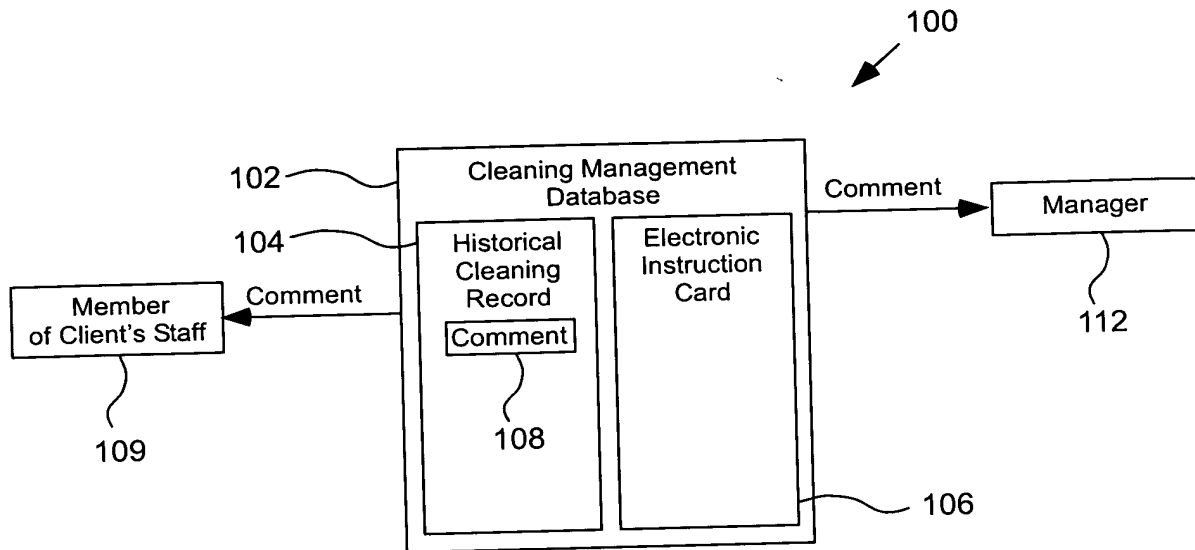 100
102
Cleaning Management
Database
Comment
Manager
104
Historical
Cleaning
Record
Electronic
Instruction
Card
Comment
Member
of Client's Staff
Comment
112
109
108
106